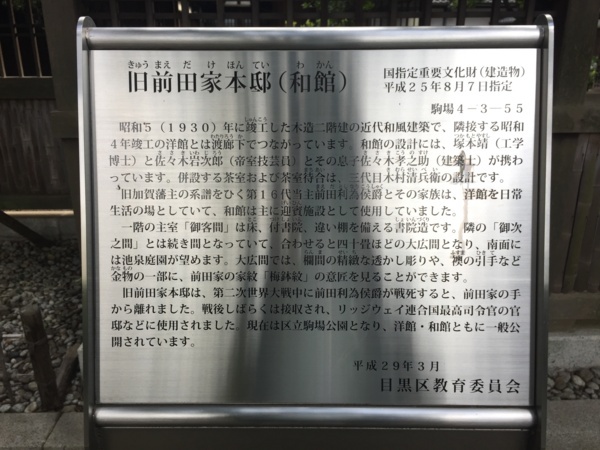 きゅう まえ だ け ほん てい わ かん
旧前田家本邸(和館)
国指定重要文化財(建造物)
平成25年8月7日指定
駒場4-3-55
昭和5(1930)年に竣工した木造二階建の近代和風建築で、隣接する昭和
4年竣工の洋館とは渡廊下でつながっています。和館の設計には、塚本靖(工学
博士)と佐々木岩次郎(帝室技芸員)とその息子佐々木孝之助(建築士)が携わ
っています。併設する茶室および茶室待合は、三代目木村清兵衛の設計です。
旧加賀藩主の系譜をひく第16代当主前田利為侯爵とその家族は、洋館を日常
生活の場としていて、和館は主に迎賓施設として使用していました。
一階の主室「御客間」は床、付書院、違い棚を備える書院造です。隣の「御次
之間」とは続き間となっていて、合わせると四十畳ほどの大広間となり、南面に
は池泉庭園が望めます。大広間では、欄間の精緻な透かし彫りや、襖の引手など
金物の一部に、前田家の家紋「梅鉢紋」の意匠を見ることができます。
旧前田家本邸は、第二次世界大戦中に前田利為侯爵が戦死すると、前田家の手
から離れました。戦後しばらくは接収され、リッジウェイ連合国最高司令官の官
邸などに使用されました。現在は区立駒場公園となり、洋館・和館ともに一般公
開されています。
平成29年3月
目黒区教育委員会